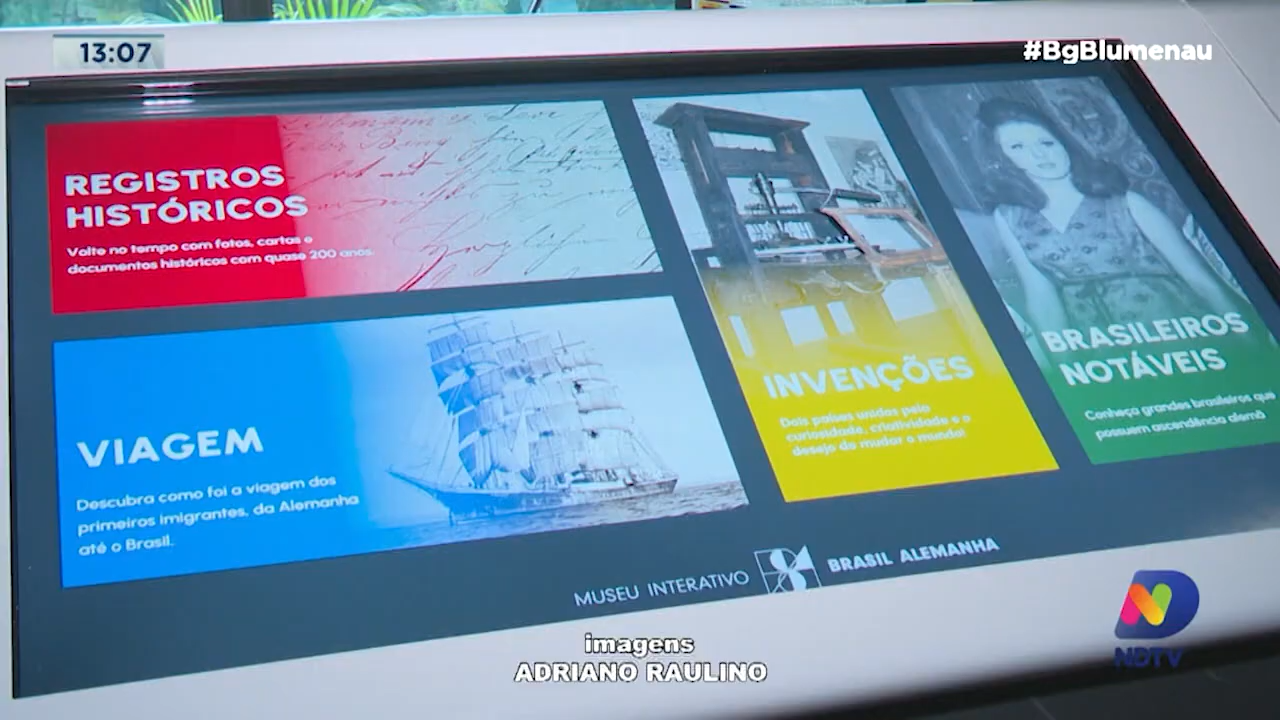 13:07
#BgBlumenau
REGISTROS
HISTÓRICOS
Volte no tempo com fotos, cartas e
documentos históricos com quase 200 anos.
VIAGEM
Descubra como foi a viagem dos
primeiros imigrantes, da Alemanha
até o Brasil.
INVENÇÕES
Dois países unidos pela
curiosidade, criatividade e o
desejo de mudar o mundo!
BRASILEIROS
NOTÁVEIS
Conheça grandes brasileiros que
possuem ascendência alemã
MUSEU INTERATIVO
BRASIL ALEMANHA
imagens
ADRIANO RAULINO
NDTV